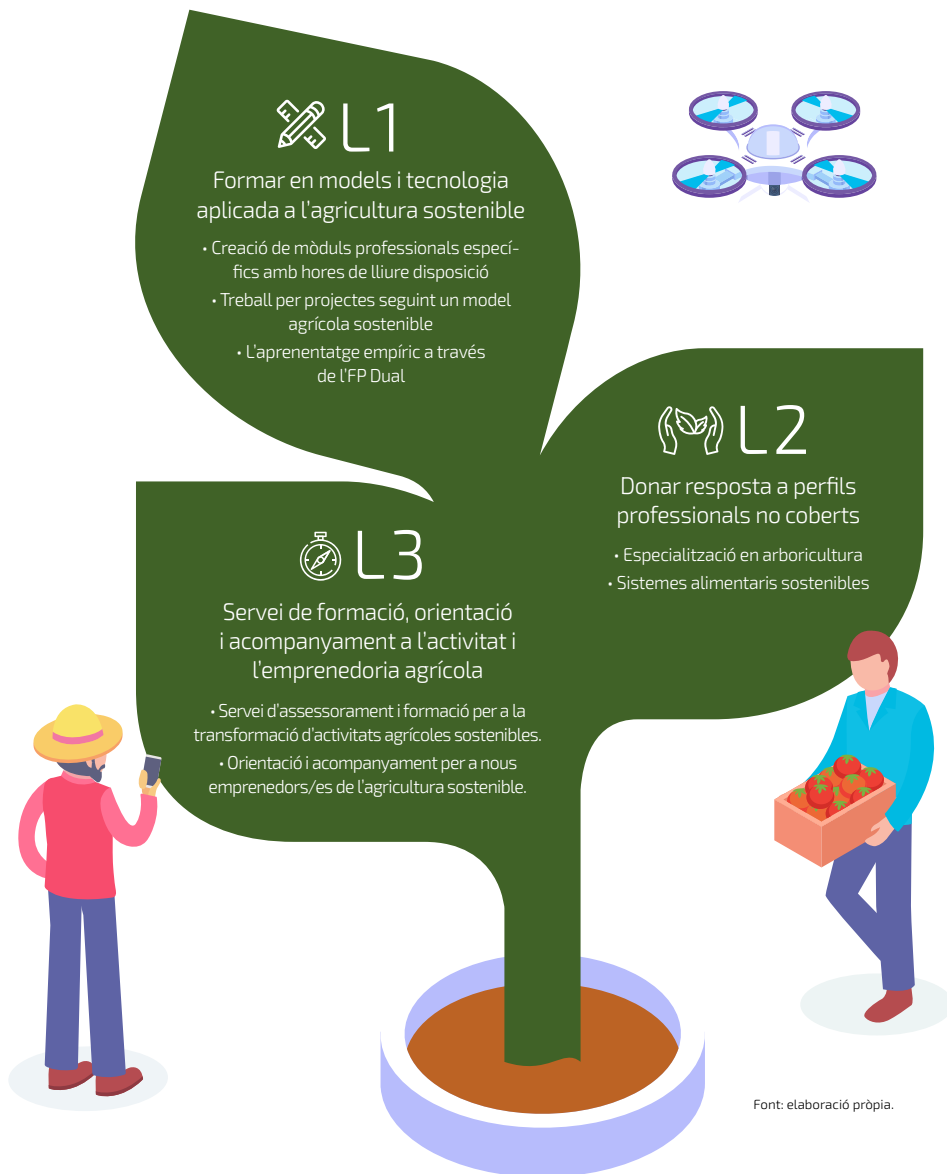 L1
Formar en models i tecnologia
aplicada a l'agricultura sostenible
• Creació de mòduls professionals especí-
fics amb hores de lliure disposició
• Treball per projectes seguint un model
agrícola sostenible
• L'aprenentatge empíric a través
de l'FP Dual
L2
Donar resposta a perfils
professionals no coberts
• Especialització en arboricultura
• Sistemes alimentaris sostenibles
L3
Servei de formació, orientació
i acompanyament a l'activitat i
l'emprenedoria agrícola
• Servei d'assessorament i formació per a la
transformació d'activitats agrícoles sostenibles.
• Orientació i acompanyament per a nous
emprenedors/es de l'agricultura sostenible.
Font: elaboració pròpia.